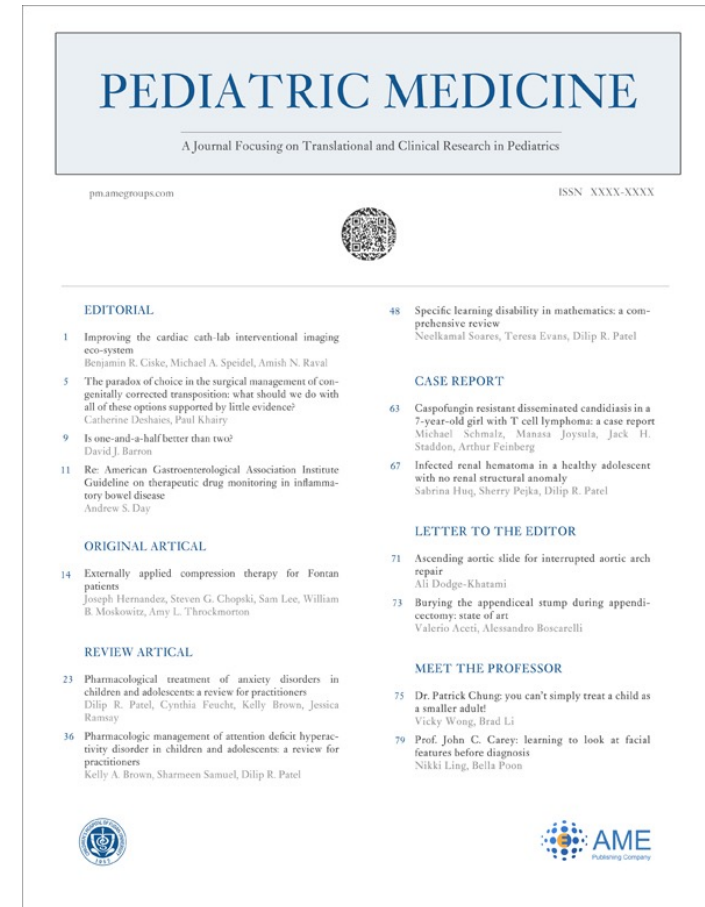 PEDIATRIC MEDICINE
A Journal Focusing on Translational and Clinical Research in Pediatrics
pm.amegroups.com
ISSN XXXX-XXXX
EDITORIAL
1 Improving the cardiac cath-lab interventional imaging
eco-system
Benjamin R. Ciske, Michael A. Speidel, Amish N. Raval
5 The paradox of choice in the surgical management of con-
genitally corrected transposition: what should we do with
all of these options supported by little evidence?
Catherine Deshaies, Paul Khairy
9 Is one-and-a-half better than two?
David J. Barron
11 Re: American Gastroenterological Association Institute
Guideline on therapeutic drug monitoring in inflamma-
tory bowel disease
Andrew S. Day
ORIGINAL ARTICAL
14 Externally applied compression therapy for Fontan
patients
Joseph Hernandez, Steven G. Chopski, Sam Lee, William
B. Moskowitz, Amy L. Throckmorton
REVIEW ARTICAL
23 Pharmacological treatment of anxiety disorders in
children and adolescents: a review for practitioners
Dilip R. Patel, Cynthia Feucht, Kelly Brown, Jessica
Ramsay
36 Pharmacologic management of attention deficit hyperac-
tivity disorder in children and adolescents: a review for
practitioners
Kelly A. Brown, Sharmeen Samuel, Dilip R. Patel
48 Specific learning disability in mathematics: a com-
prehensive review
Neelkamal Soares, Teresa Evans, Dilip R. Patel
CASE REPORT
63 Caspofungin resistant disseminated candidiasis in a
7-year-old girl with T cell lymphoma: a case report
Michael Schmalz, Manasa Joysula, Jack H.
Staddon, Arthur Feinberg
67 Infected renal hematoma in a healthy adolescent
with no renal structural anomaly
Sabrina Huq, Sherry Pejka, Dilip R. Patel
LETTER TO THE EDITOR
71 Ascending aortic slide for interrupted aortic arch
repair
Ali Dodge-Khatami
73 Burying the appendiceal stump during appendi-
cectomy: state of art
Valerio Aceti, Alessandro Boscarelli
MEET THE PROFESSOR
75 Dr. Patrick Chung: you can't simply treat a child as
a smaller adult!
Vicky Wong, Brad Li
79 Prof. John C. Carey: learning to look at facial
features before diagnosis
Nikki Ling, Bella Poon
AME
Publishing Company